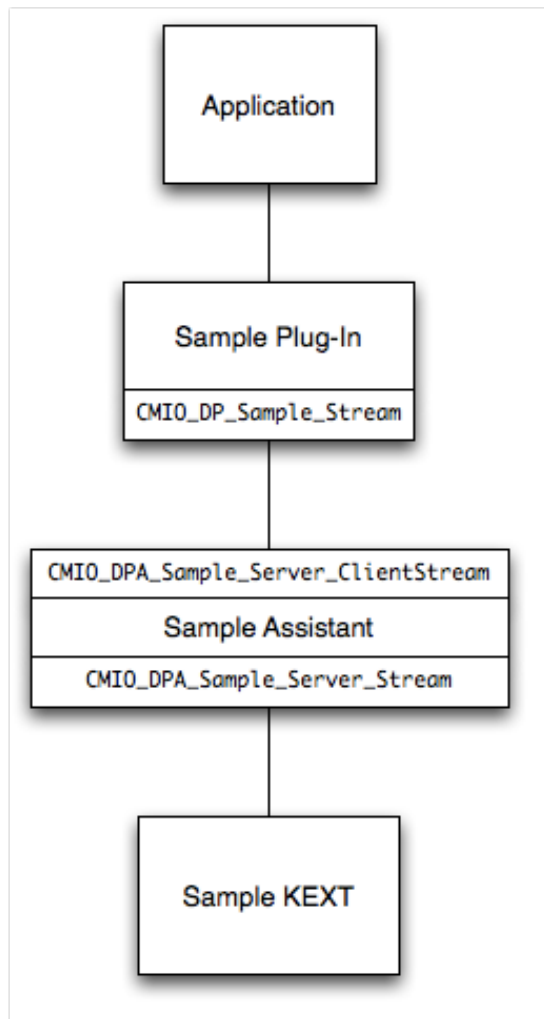 Application
Sample Plug-In
CMIO_DP_Sample_Stream
CMIO_DPA_Sample_Server_ClientStream
Sample Assistant
CMIO_DPA_Sample_Server_Stream
Sample KEXT